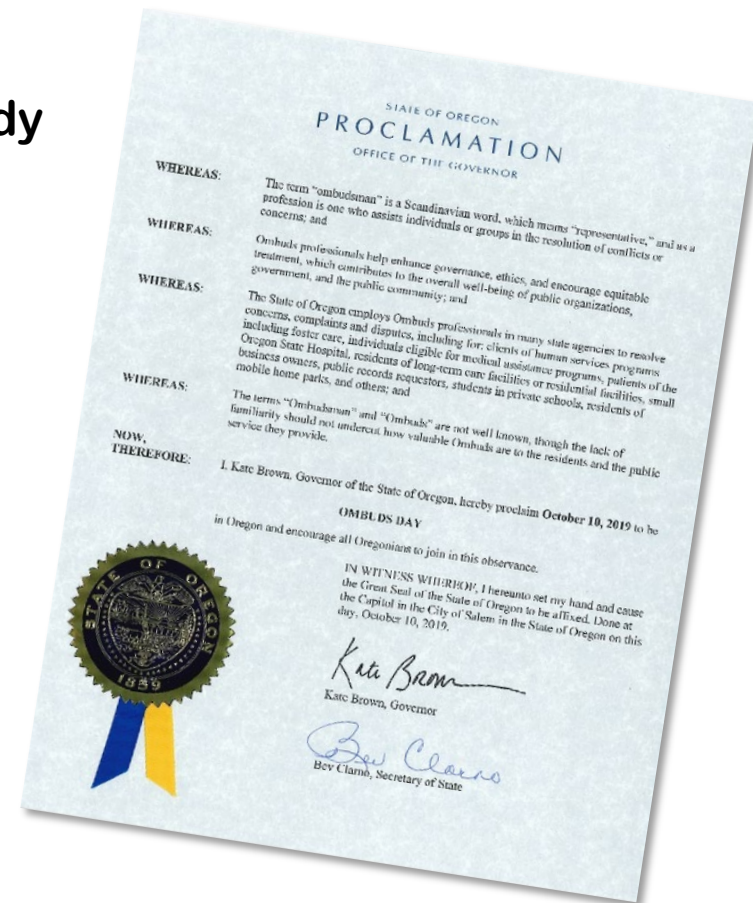 dy
STATE OF OREGON
PROCLAMATION
OFFICE OF THE GOVERNOR
WHEREAS:
The term “ombudsman” is a Scandinavian word, which means “representative,” and as a
profession is one who assists individuals or groups in the resolution of conflicts or
concerns; and
WHEREAS:
Ombuds professionals help enhance governance, ethics, and encourage equitable
treatment, which contributes to the overall well-being of public organizations,
government, and the public community; and
WHEREAS:
The State of Oregon employs Ombuds professionals in many state agencies to resolve
concerns, complaints and disputes, including for: clients of human services programs
including foster care, individuals eligible for medical assistance programs, patients of the
Oregon State Hospital, residents of long-term care facilities or residential facilities, small
business owners, public records requestors, students in private schools, residents of
mobile home parks, and others; and
WHEREAS:
The terms “Ombudsman” and “Ombuds” are not well known, though the lack of
familiarity should not undercut how valuable Ombuds are to the residents and the public
service they provide.
NOW,
THEREFORE:
I, Kate Brown, Governor of the State of Oregon, hereby proclaim October 10, 2019 to be
OMBUDS DAY
in Oregon and encourage all Oregonians to join in this observance.
IN WITNESS WHEREOF, I hereunto set my hand and cause
the Great Seal of the State of Oregon to be affixed. Done at
the Capitol in the City of Salem in the State of Oregon on this
day, October 10, 2019.
Kate Brown
Kate Brown, Governor
Bev Clarno
Bev Clarno, Secretary of State
STATE OF OREGON
1859